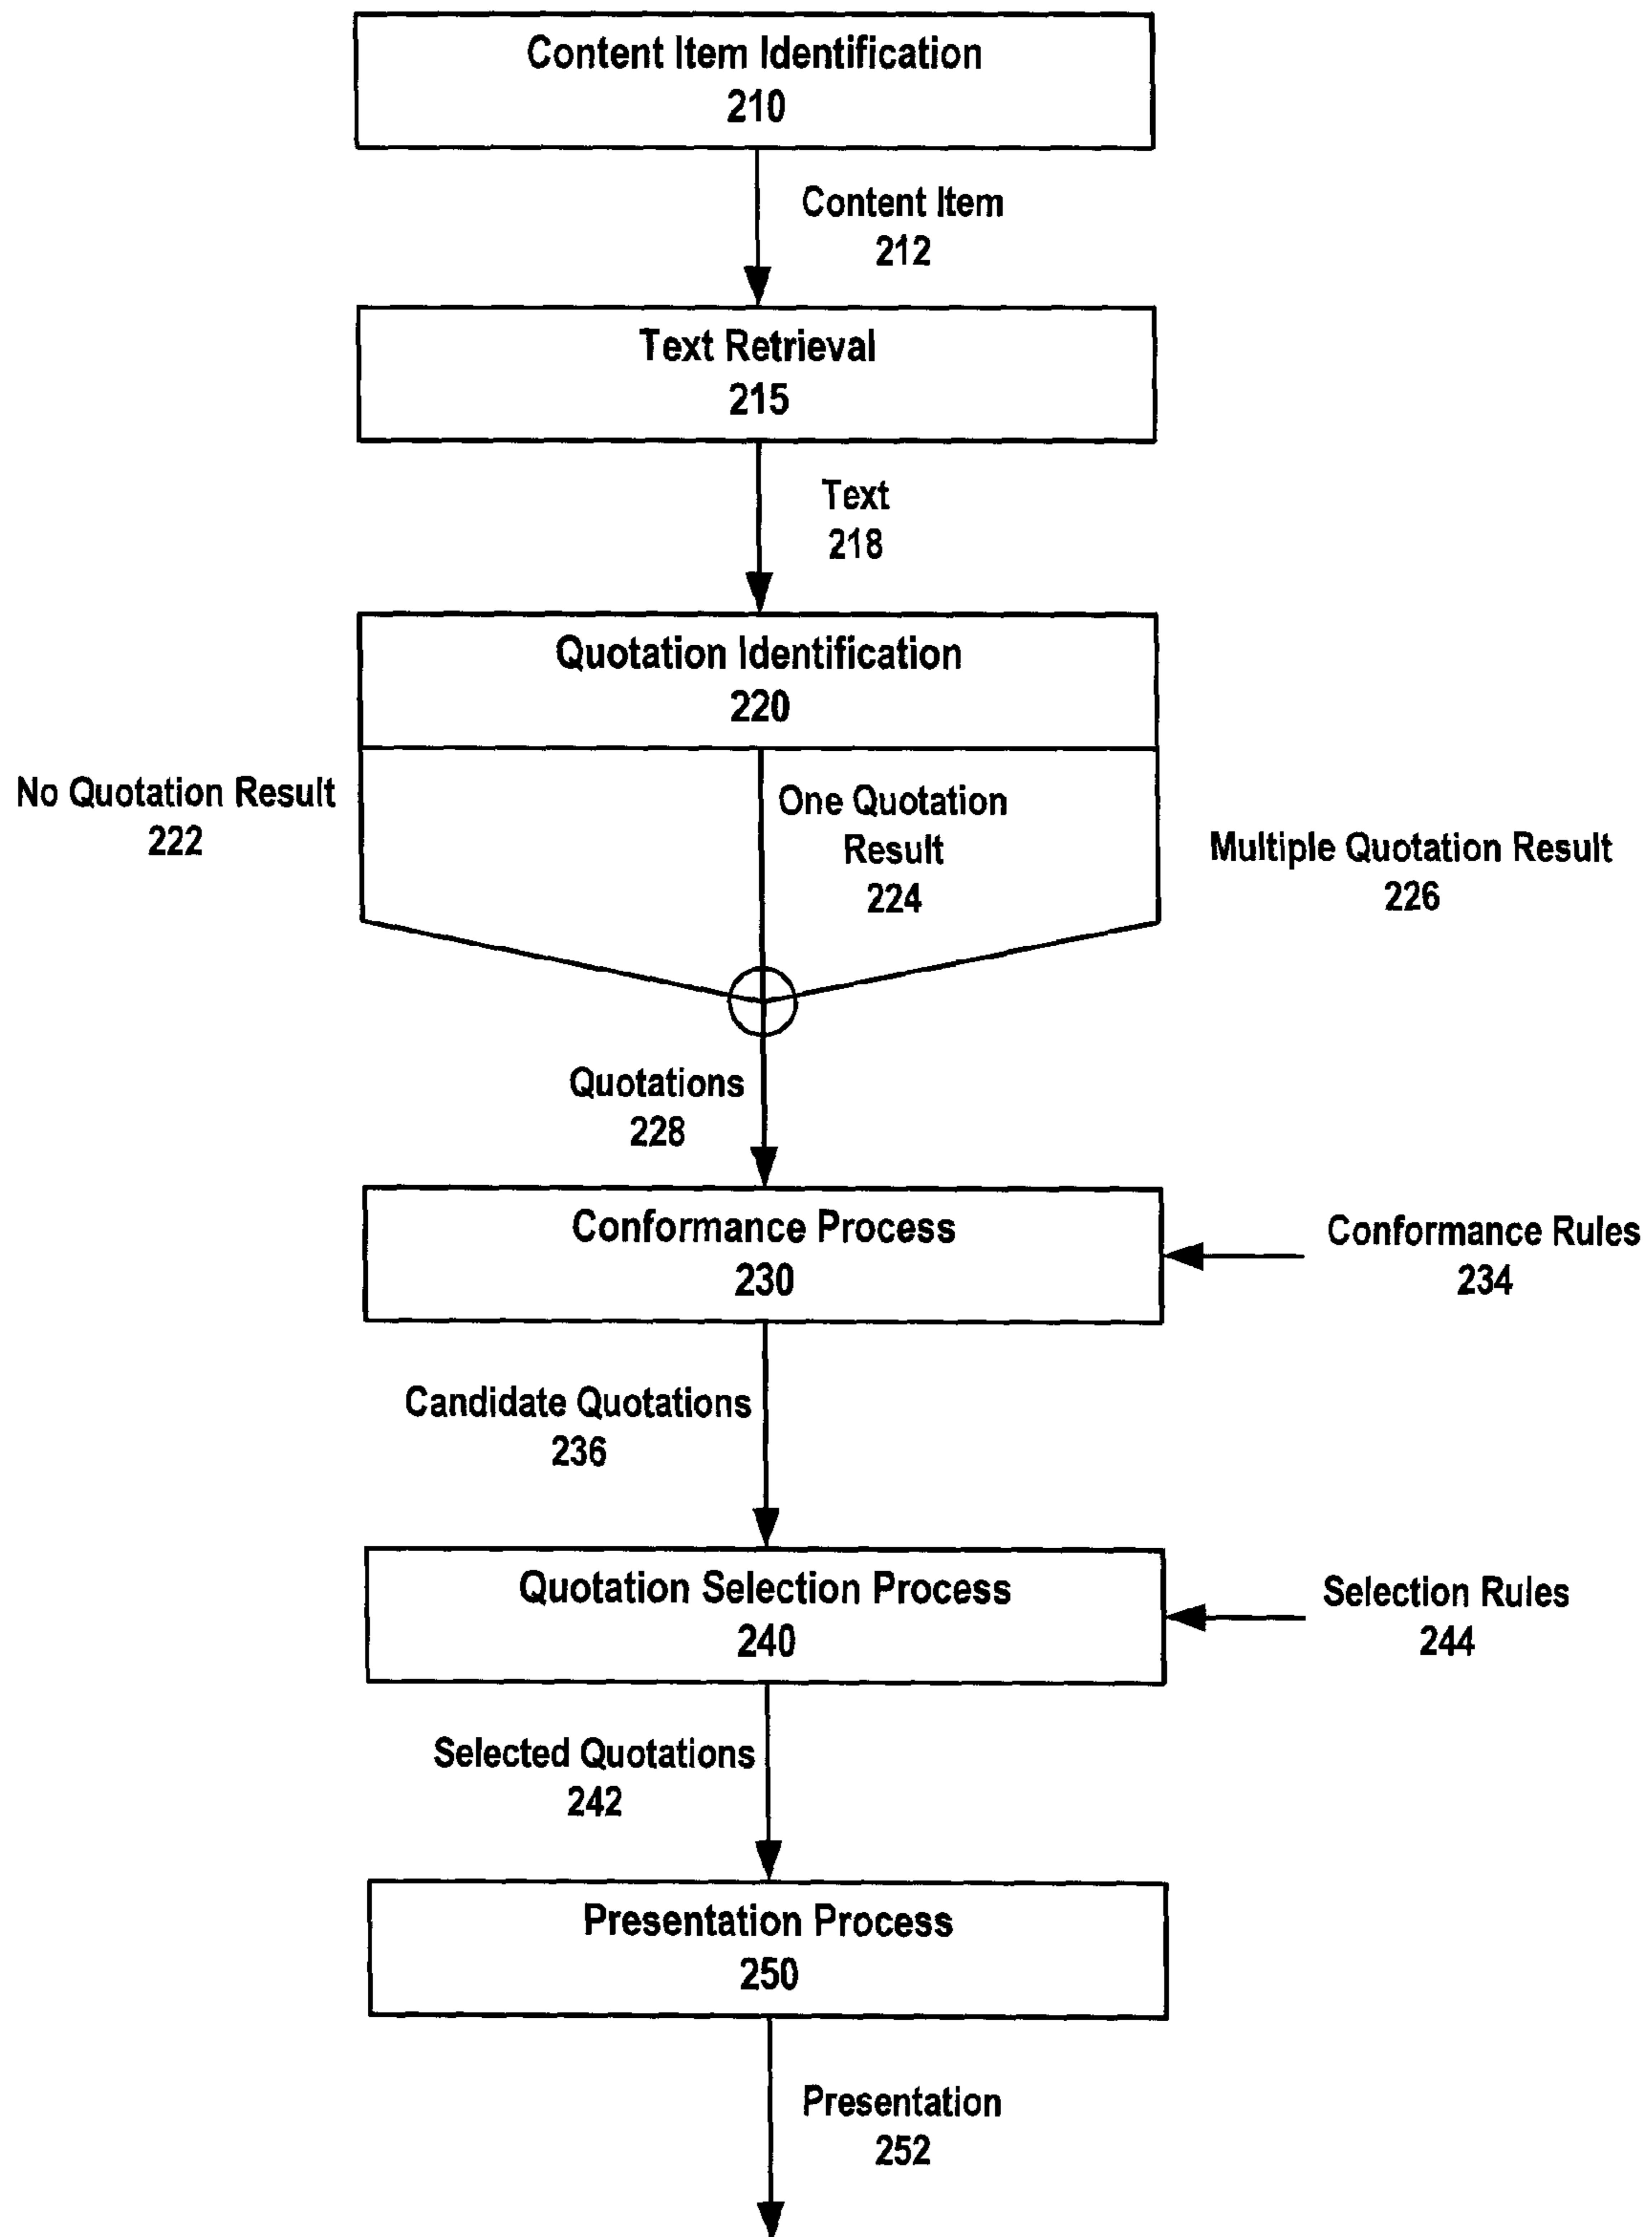 Content Item Identification
210
Content Item
212
Text Retrieval
215
Text
218
Quotation Identification
220
No Quotation Result
222
One Quotation
Result
224
Multiple Quotation Result
226
Quotations
228
Conformance Process
230
Conformance Rules
234
Candidate Quotations
236
Quotation Selection Process
240
Selection Rules
244
Selected Quotations
242
Presentation Process
250
Presentation
252